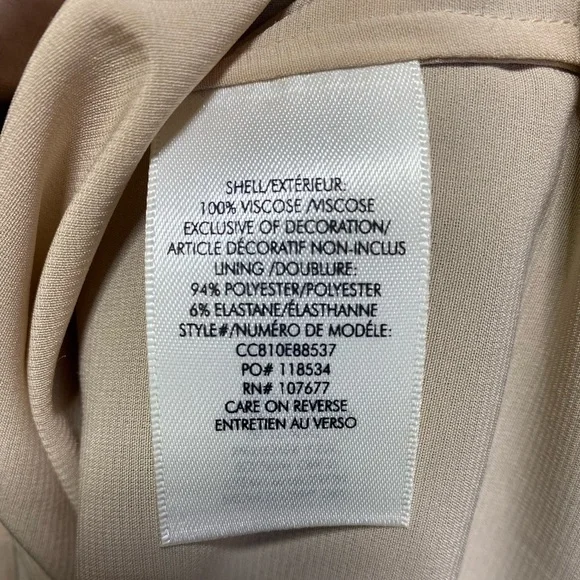 SHELL/EXTÉRIEUR:
100% VISCOSE /VISCOSE
EXCLUSIVE OF DECORATION/
ARTICLE DÉCORATIF NON-INCLUS
LINING /DOUBLURE:
94% POLYESTER/POLYESTER
6% ELASTANE/ÉLASTHANNE
STYLE#/NUMÉRO DE MODÉLE:
CC810E88537
PO# 118534
RN# 107677
CARE ON REVERSE
ENTRETIEN AU VERSO